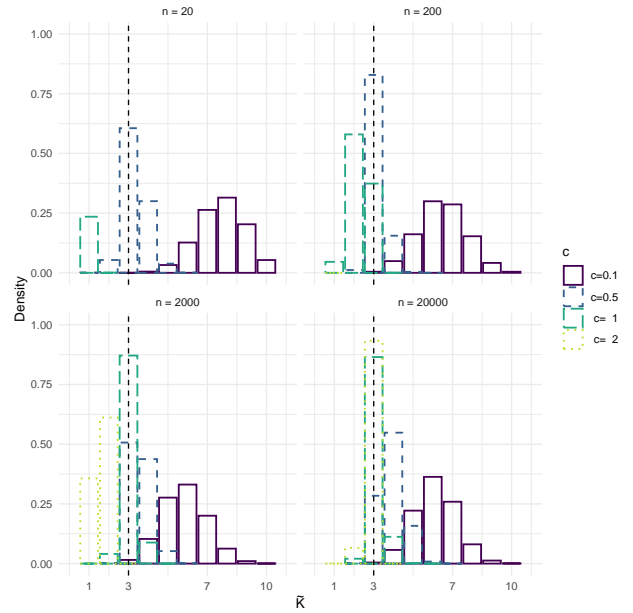 n = 20
n = 200
1.00
0.75
0.50
0.25
0.00
n = 2000
n = 20000
1.00
0.75
0.50
0.25
0.00
1
3
7
10
1
3
7
10
Density
K̃
c
c=0.1
c=0.5
c= 1
c= 2